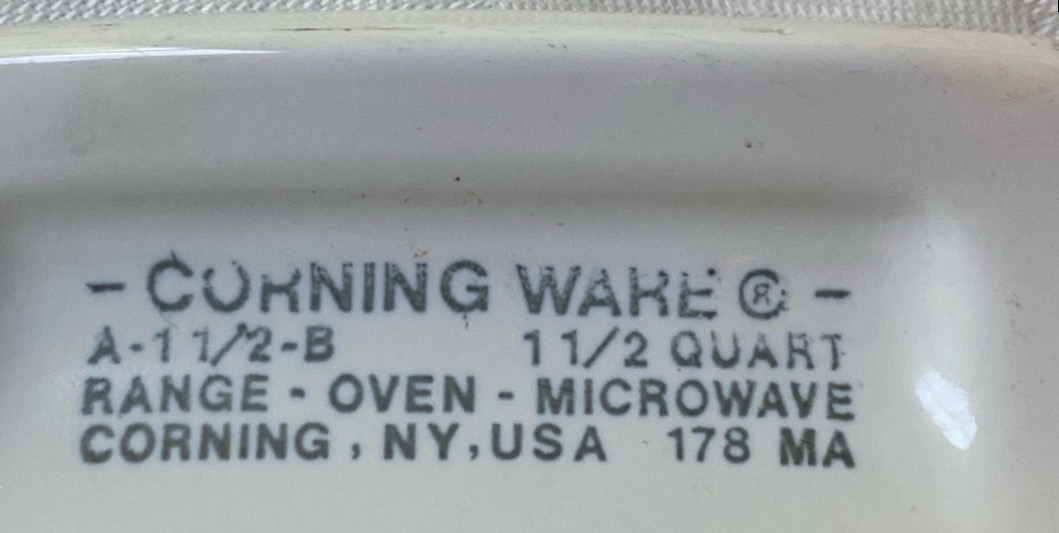 - CORNING WARE ® -
A-1 1/2-B 1 1/2 QUART
RANGE - OVEN - MICROWAVE
CORNING, NY, USA 178 MA